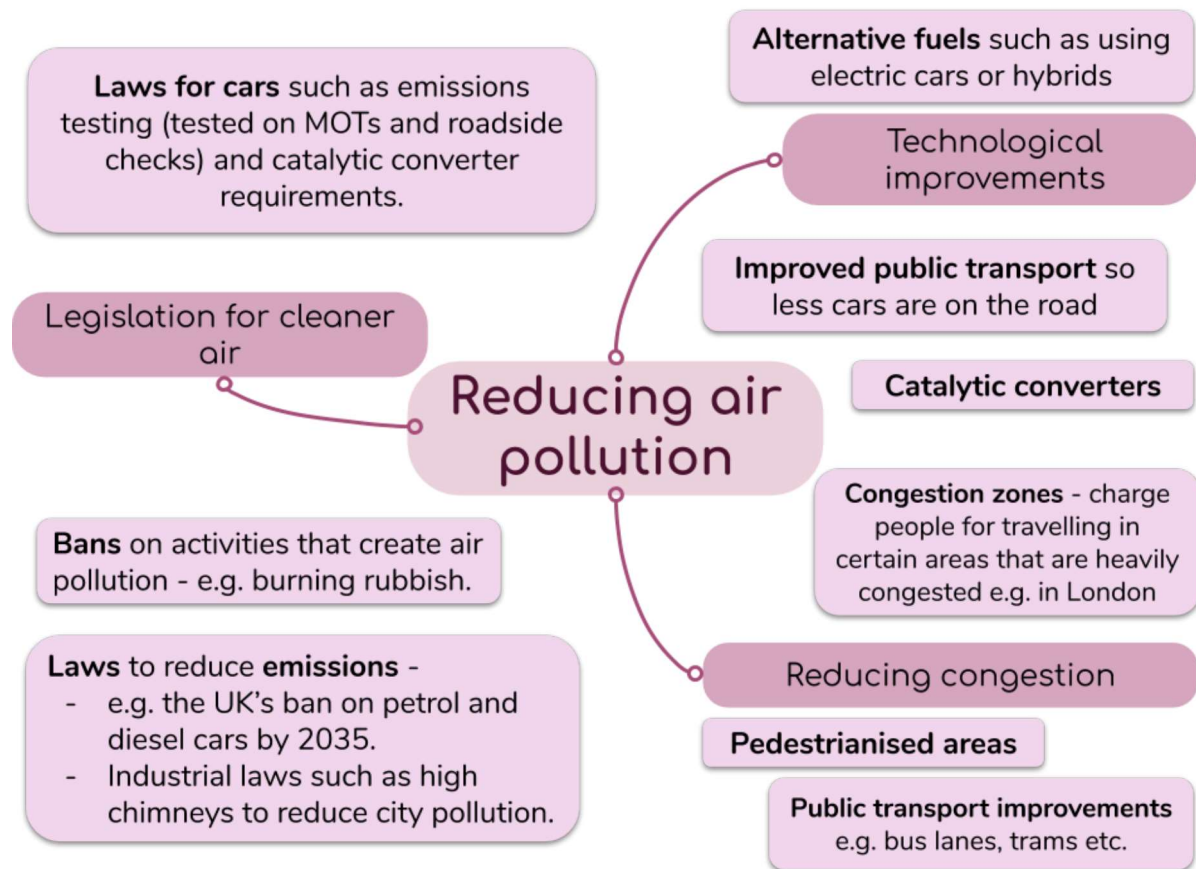 Laws for cars such as emissions
testing (tested on MOTs and roadside
checks) and catalytic converter
requirements.
Legislation for cleaner
air
Bans on activities that create air
pollution - e.g. burning rubbish.
Laws to reduce emissions -
- e.g. the UK's ban on petrol and
diesel cars by 2035.
- Industrial laws such as high
chimneys to reduce city pollution.
Reducing air
pollution
Alternative fuels such as using
electric cars or hybrids
Technological
improvements
Improved public transport so
less cars are on the road
Catalytic converters
Congestion zones - charge
people for travelling in
certain areas that are heavily
congested e.g. in London
Reducing congestion
Pedestrianised areas
Public transport improvements
e.g. bus lanes, trams etc.